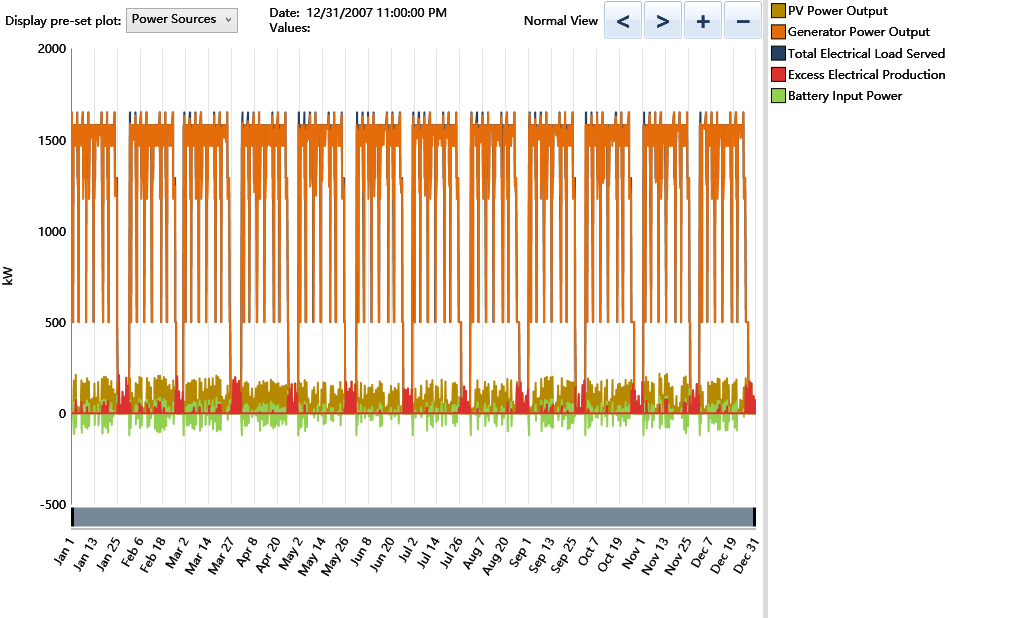 Display pre-set plot: Power Sources
Date: 12/31/2007 11:00:00 PM
Values:
Normal View < > + −
PV Power Output
Generator Power Output
Total Electrical Load Served
Excess Electrical Production
Battery Input Power
2000
1500
1000
500
0
-500
kW
Jan 1
Jan 13
Jan 25
Feb 6
Feb 18
Mar 2
Mar 14
Mar 27
Apr 8
Apr 20
May 2
May 14
May 26
Jun 8
Jun 20
Jul 2
Jul 14
Jul 26
Aug 7
Aug 20
Sep 1
Sep 13
Sep 25
Oct 7
Oct 19
Nov 1
Nov 13
Nov 25
Dec 7
Dec 19
Dec 31